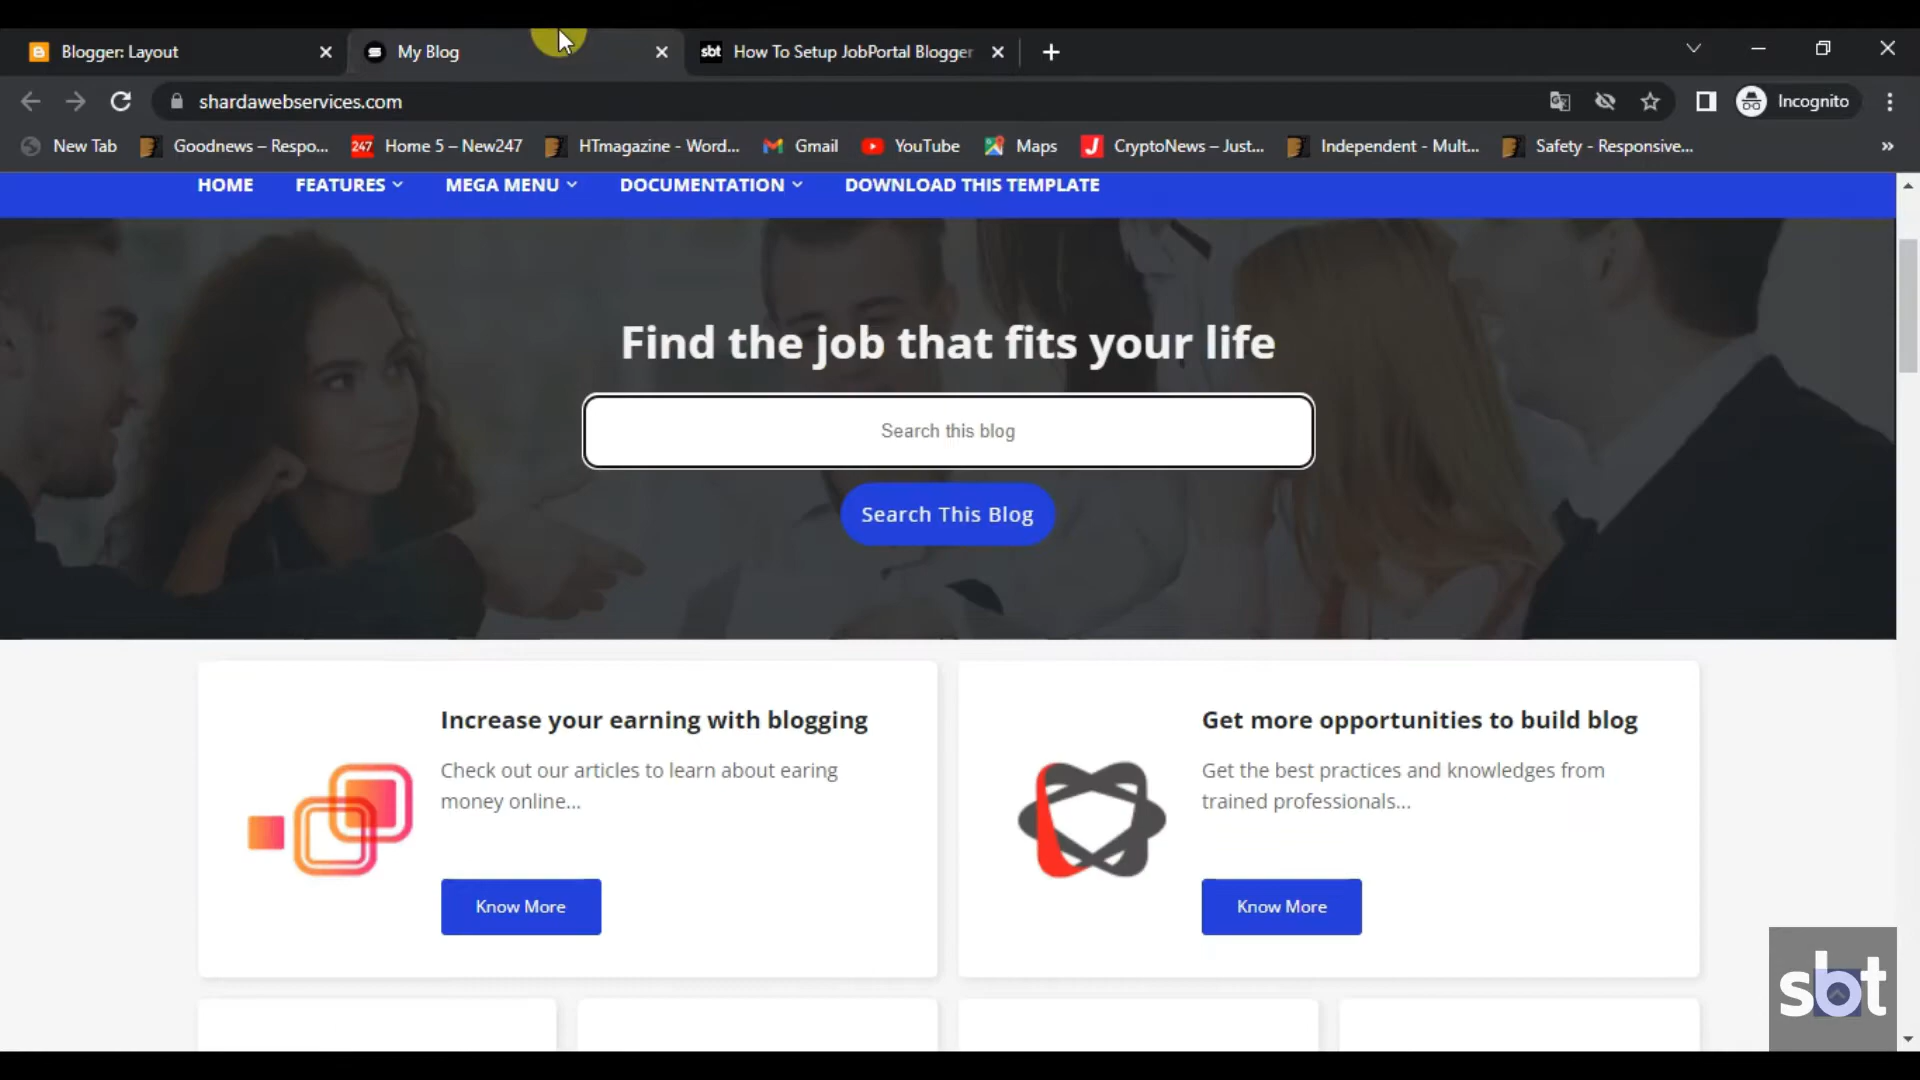 Blogger: Layout
My Blog
sbt How To Setup JobPortal Blogger
shardawebservices.com
Incognito
New Tab
Goodnews – Respo...
247 Home 5 – New247
HTmagazine - Word...
Gmail
YouTube
Maps
J CryptoNews – Just...
Independent - Mult...
Safety - Responsive...
»
HOME
FEATURES
MEGA MENU
DOCUMENTATION
DOWNLOAD THIS TEMPLATE
Find the job that fits your life
Search this blog
Search This Blog
Increase your earning with blogging
Check out our articles to learn about earing
money online...
Know More
Get more opportunities to build blog
Get the best practices and knowledges from
trained professionals...
Know More
sbt